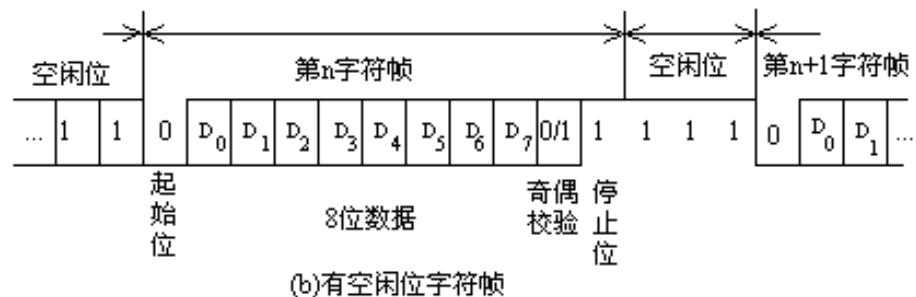 空闲位 第n字符帧 空闲位 第n+1字符帧
... 1 1 0 D0 D1 D2 D3 D4 D5 D6 D7 0/1 1 1 1 1 0 D0 D1 ...
起始位 8位数据 奇偶校验 停止位
(b)有空闲位字符帧